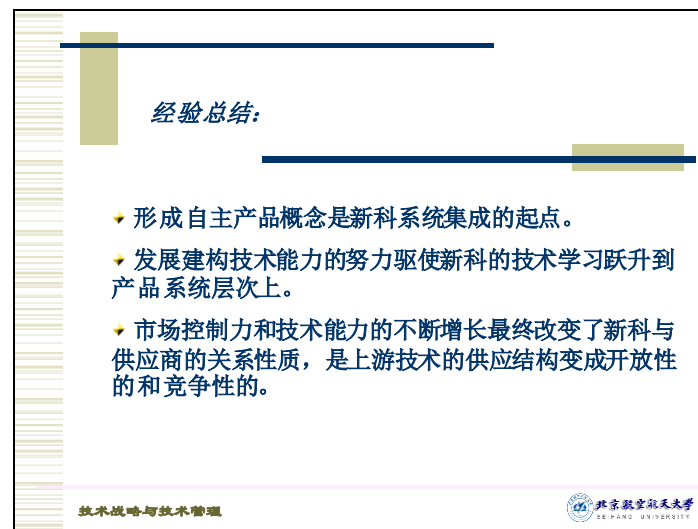 经验总结：
形成自主产品概念是新科系统集成的起点。
发展建构技术能力的努力驱使新科的技术学习跃升到
产品系统层次上。
市场控制力和技术能力的不断增长最终改变了新科与
供应商的关系性质，是上游技术的供应结构变成开放性
的和竞争性的。
技术战略与技术管理
北京航空航天大学
BEIHANG UNIVERSITY